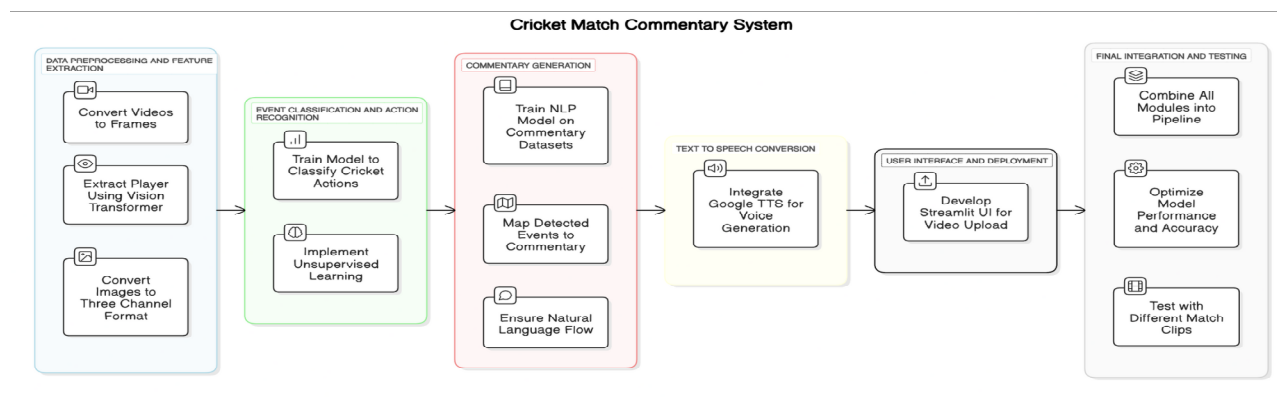 Cricket Match Commentary System
DATA PREPROCESSING AND FEATURE
EXTRACTION
Convert Videos
to Frames
Extract Player
Using Vision
Transformer
Convert
Images to
Three Channel
Format
EVENT CLASSIFICATION AND ACTION
RECOGNITION
Train Model to
Classify Cricket
Actions
Implement
Unsupervised
Learning
COMMENTARY GENERATION
Train NLP
Model on
Commentary
Datasets
Map Detected
Events to
Commentary
Ensure Natural
Language Flow
TEXT TO SPEECH CONVERSION
Integrate
Google TTS for
Voice
Generation
USER INTERFACE AND DEPLOYMENT
Develop
Streamlit UI for
Video Upload
FINAL INTEGRATION AND TESTING
Combine All
Modules into
Pipeline
Optimize
Model
Performance
and Accuracy
Test with
Different Match
Clips